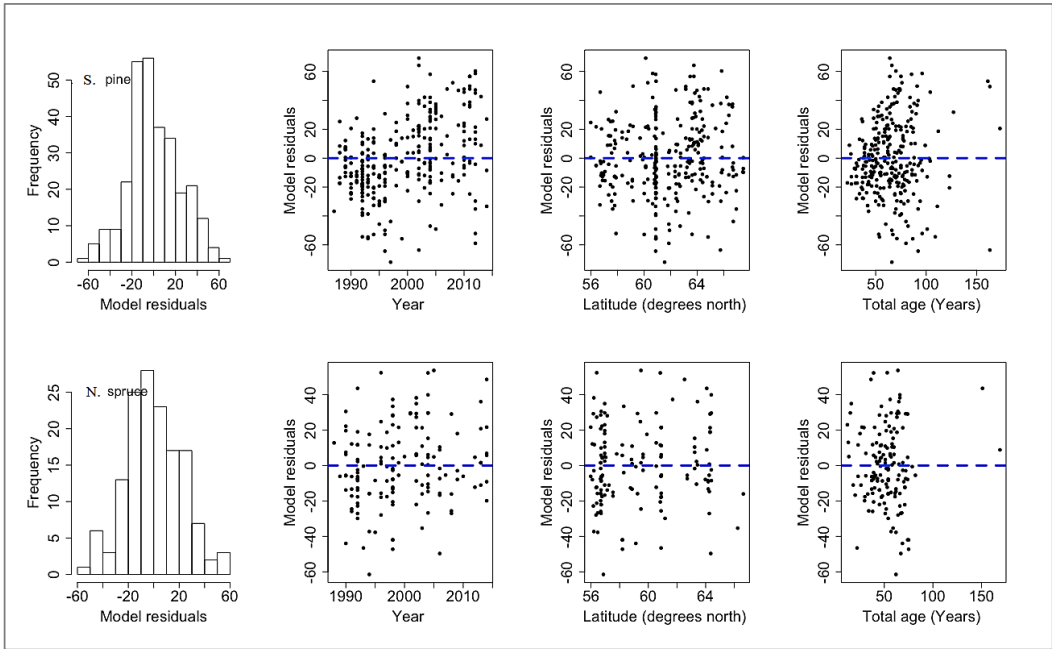 S. pine
Frequency
0 10 20 30 40 50
-60 -20 20 60
Model residuals
Model residuals
-60 -20 0 20 60
1990 2000 2010
Year
Model residuals
-60 -20 0 20 60
56 60 64
Latitude (degrees north)
Model residuals
-60 -20 0 20 60
50 100 150
Total age (Years)
N. spruce
Frequency
0 5 10 15 20 25
-60 -20 20 60
Model residuals
Model residuals
-60 -40 -20 0 20 40
1990 2000 2010
Year
Model residuals
-60 -40 -20 0 20 40
56 60 64
Latitude (degrees north)
Model residuals
-60 -40 -20 0 20 40
50 100 150
Total age (Years)